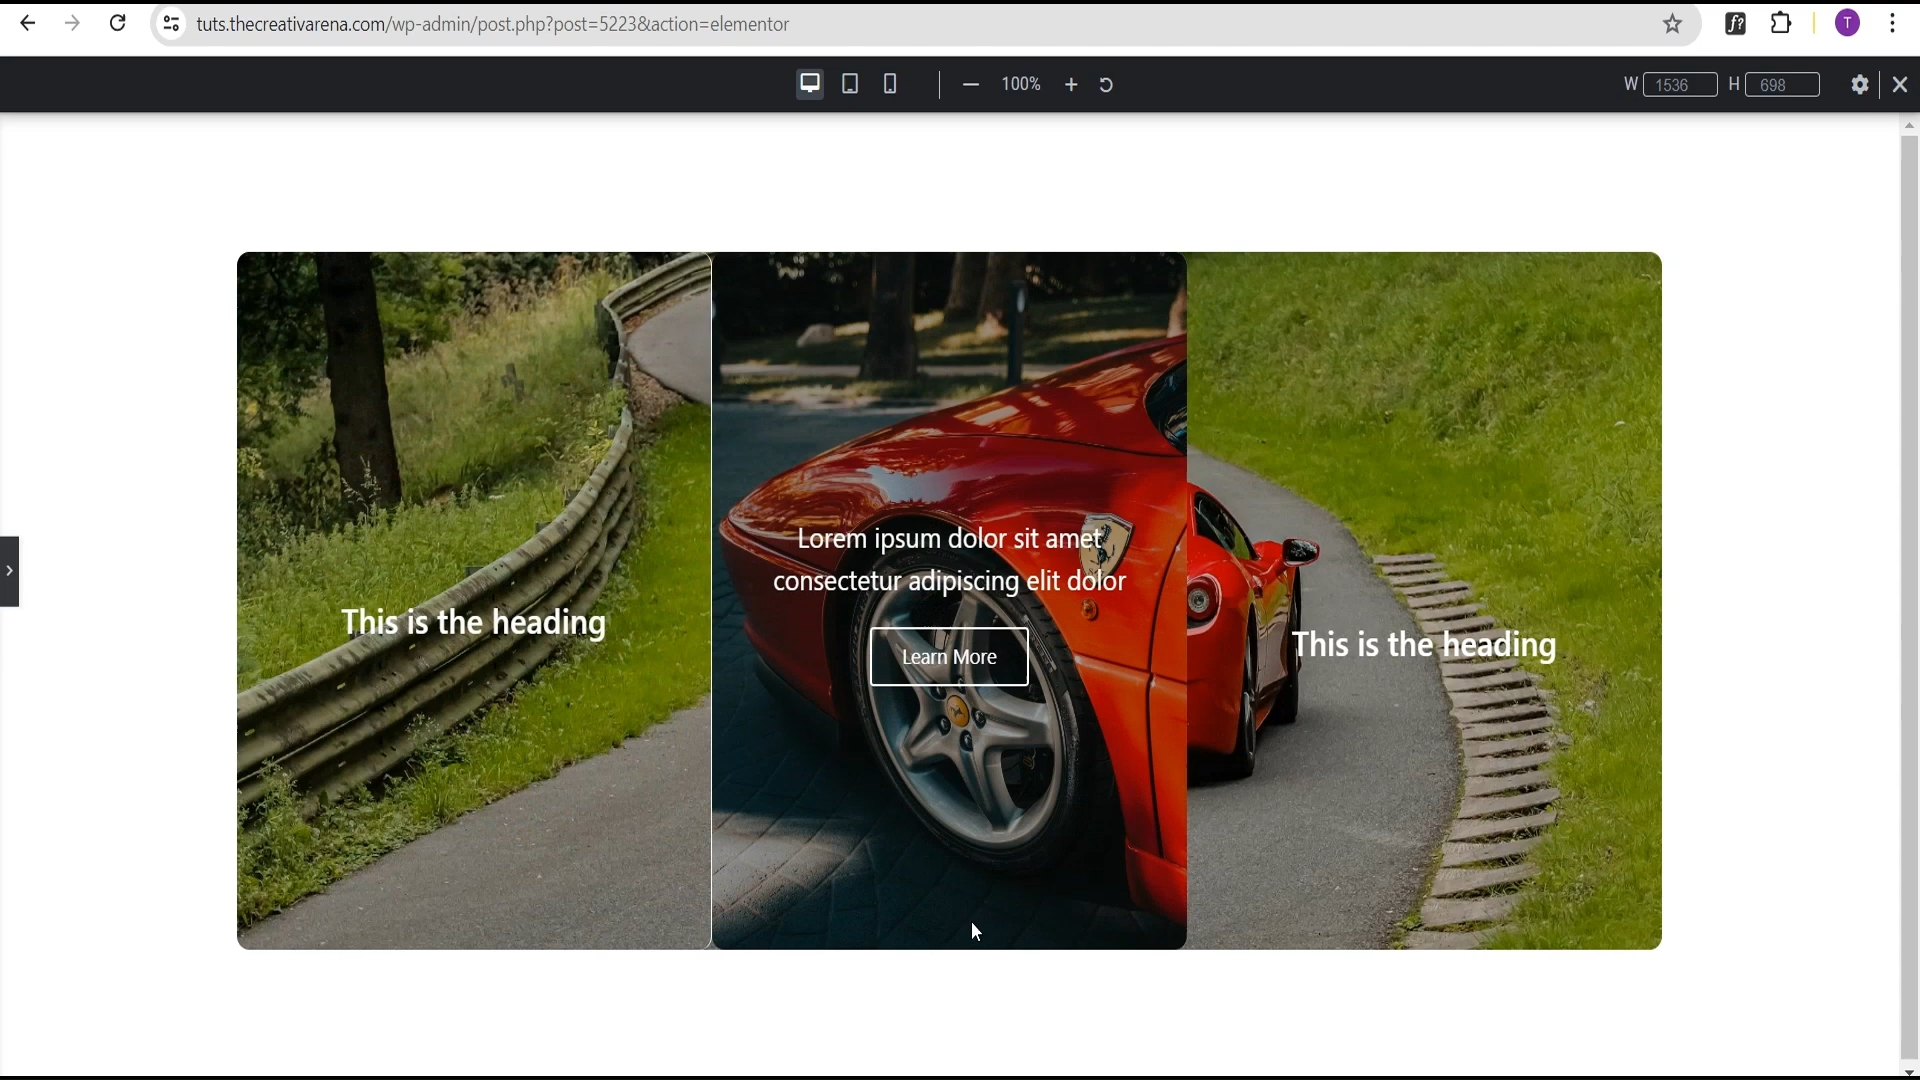 tuts.thecreativarena.com/wp-admin/post.php?post=5223&action=elementor
f?
T
100%
W 1536 H 698
Lorem ipsum dolor sit amet
consectetur adipiscing elit dolor
This is the heading
Learn More
This is the heading